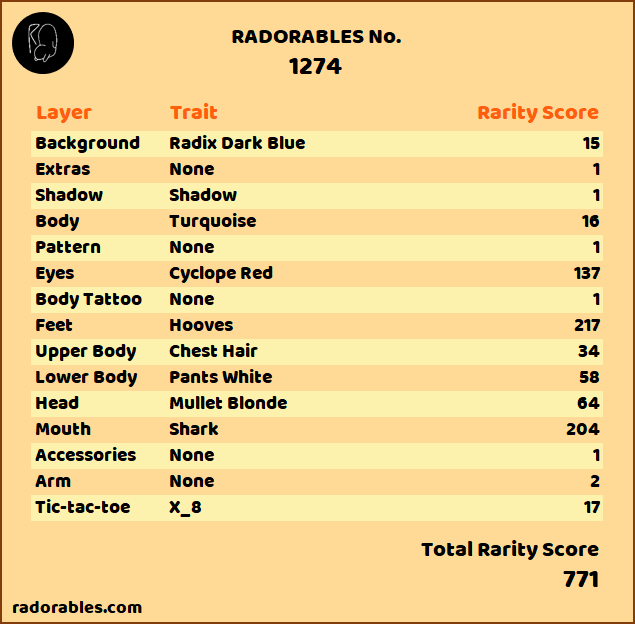 RADORABLES No.
1274
Layer Trait Rarity Score
Background Radix Dark Blue 15
Extras None 1
Shadow Shadow 1
Body Turquoise 16
Pattern None 1
Eyes Cyclope Red 137
Body Tattoo None 1
Feet Hooves 217
Upper Body Chest Hair 34
Lower Body Pants White 58
Head Mullet Blonde 64
Mouth Shark 204
Accessories None 1
Arm None 2
Tic-tac-toe X_8 17
Total Rarity Score
771
radorables.com